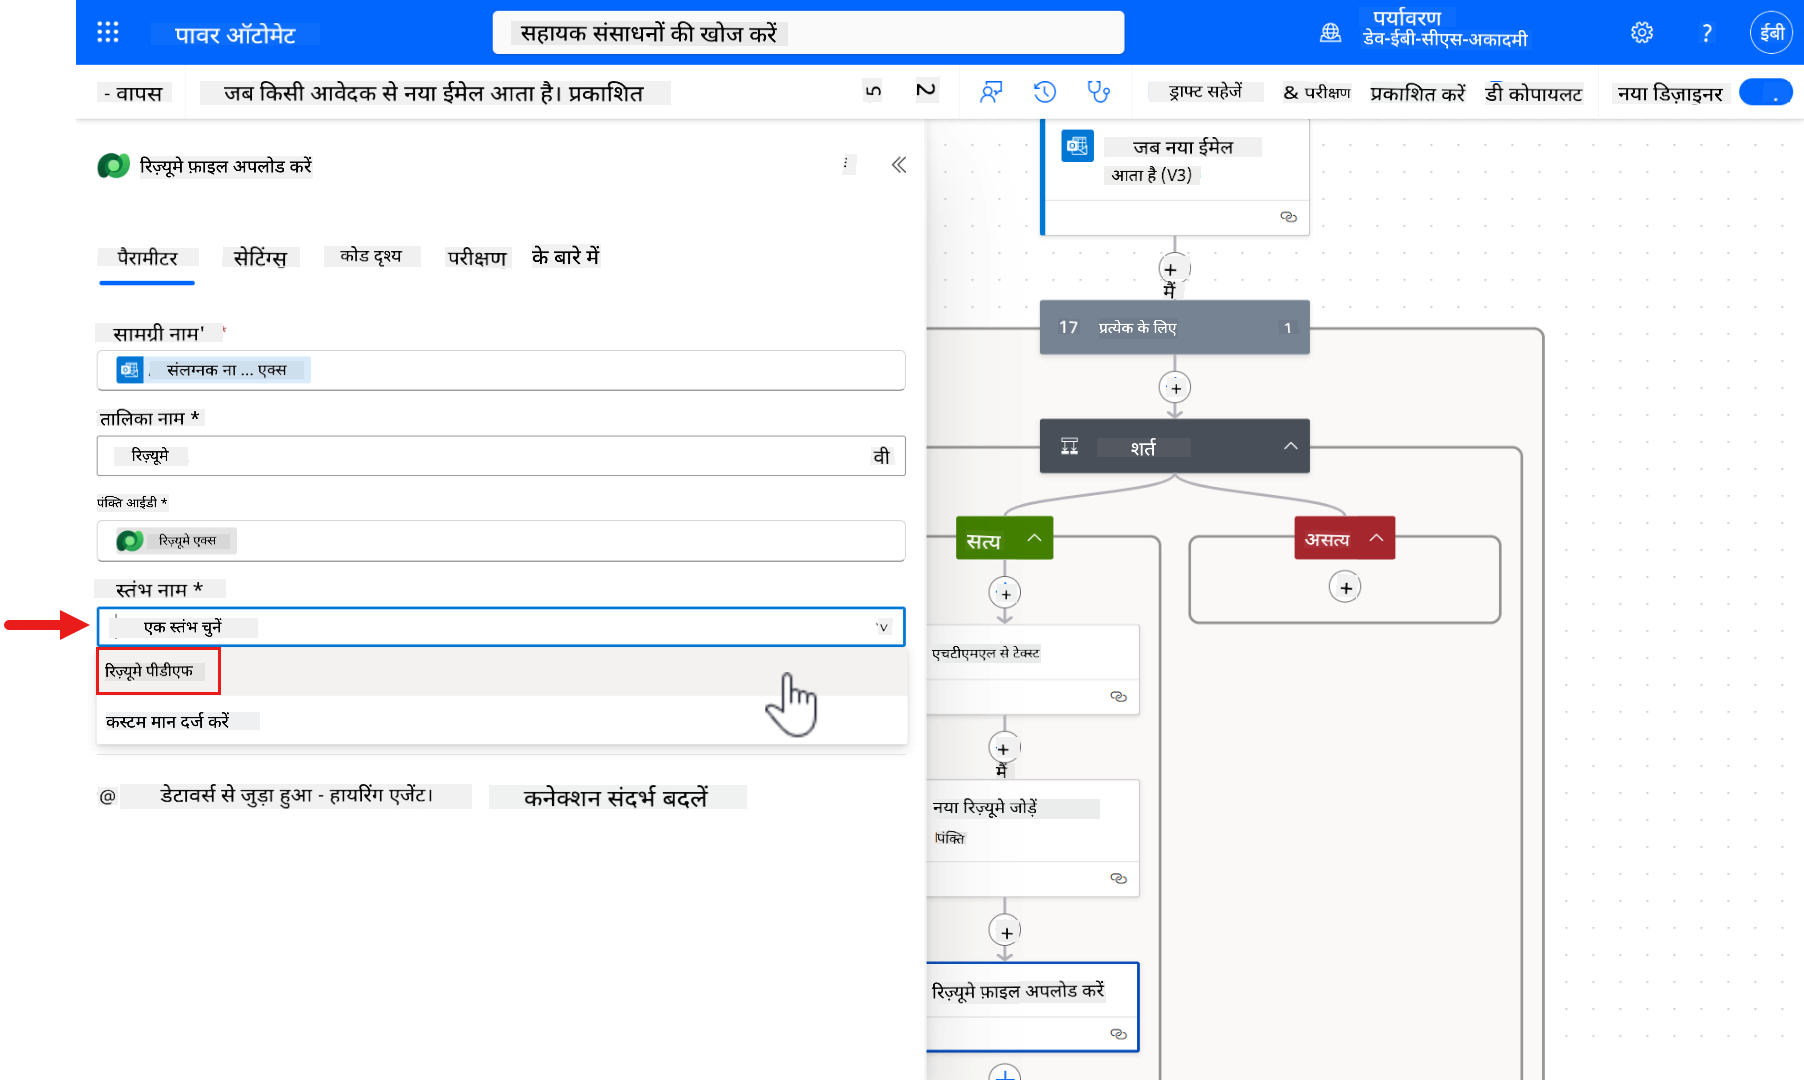 पावर ऑटोमेट
सहायक संसाधनों की खोज करें
पर्यावरण
डेव-ईबी-सीएस-अकादमी
?
ईबी
- वापस
जब किसी आवेदक से नया ईमेल आता है। प्रकाशित
ड्राफ्ट सहेजें
& परीक्षण
प्रकाशित करें
डी कोपायलट
नया डिज़ाइनर
रिज़्यूमे फ़ाइल अपलोड करें
पैरामीटर
सेटिंग्स
कोड दृश्य
परीक्षण
के बारे में
सामग्री नाम' *
संलग्नक ना ... एक्स
तालिका नाम *
रिज़्यूमे
वी
पंक्ति आईडी *
रिज़्यूमे एक्स
स्तंभ नाम *
एक स्तंभ चुनें
रिज़्यूमे पीडीएफ
कस्टम मान दर्ज करें
@ डेटावर्स से जुड़ा हुआ - हायरिंग एजेंट।
कनेक्शन संदर्भ बदलें
जब नया ईमेल
आता है (V3)
में
17 प्रत्येक के लिए 1
शर्त
सत्य
असत्य
एचटीएमएल से टेक्स्ट
में
नया रिज़्यूमे जोड़ें
पंक्ति
रिज़्यूमे फ़ाइल अपलोड करें